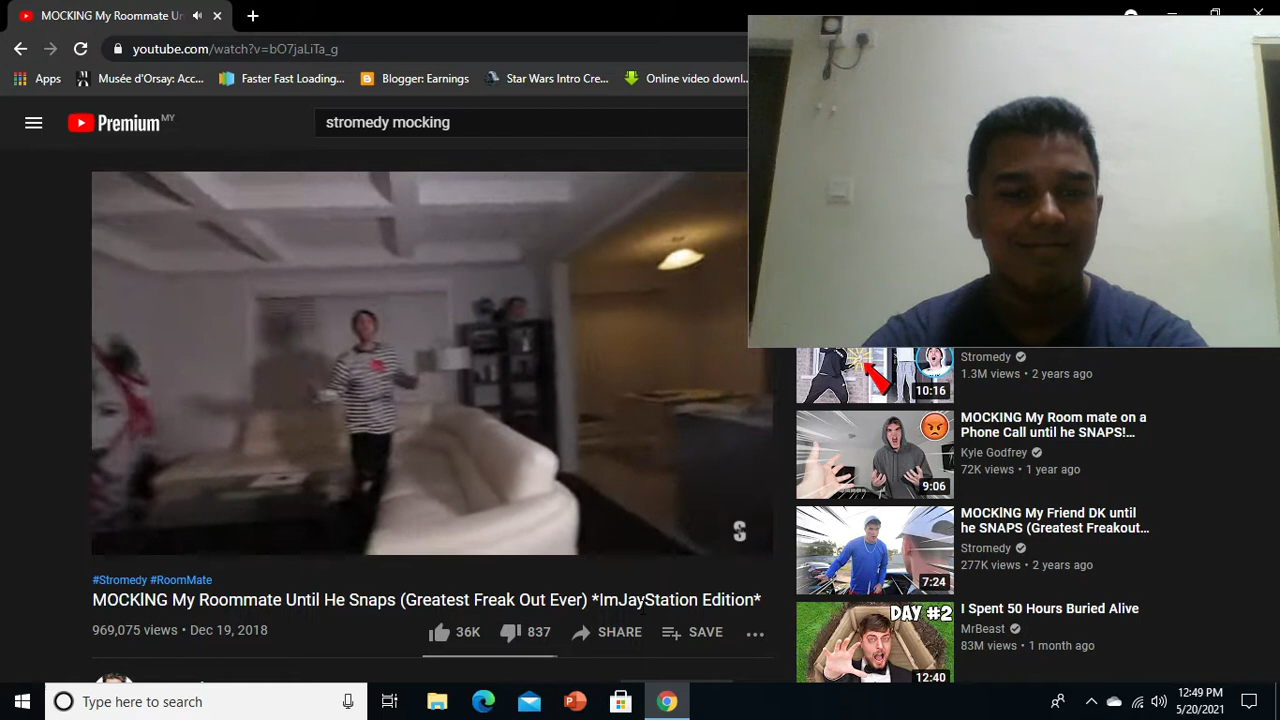 MOCKING My Roommate Un
youtube.com/watch?v=bO7jaLiTa_g
Apps Musée d'Orsay: Acc... Faster Fast Loading... Blogger: Earnings Star Wars Intro Cre... Online video downl...
Premium MY
stromedy mocking
S
#Stromedy #RoomMate
MOCKING My Roommate Until He Snaps (Greatest Freak Out Ever) *ImJayStation Edition*
969,075 views • Dec 19, 2018
36K 837 SHARE SAVE
Stromedy
1.3M views • 2 years ago
10:16
MOCKING My Room mate on a
Phone Call until he SNAPS!...
Kyle Godfrey
72K views • 1 year ago
9:06
MOCKING My Friend DK until
he SNAPS (Greatest Freakout...
Stromedy
277K views • 2 years ago
7:24
DAY #2
I Spent 50 Hours Buried Alive
MrBeast
83M views • 1 month ago
12:40
Type here to search
12:49 PM
5/20/2021